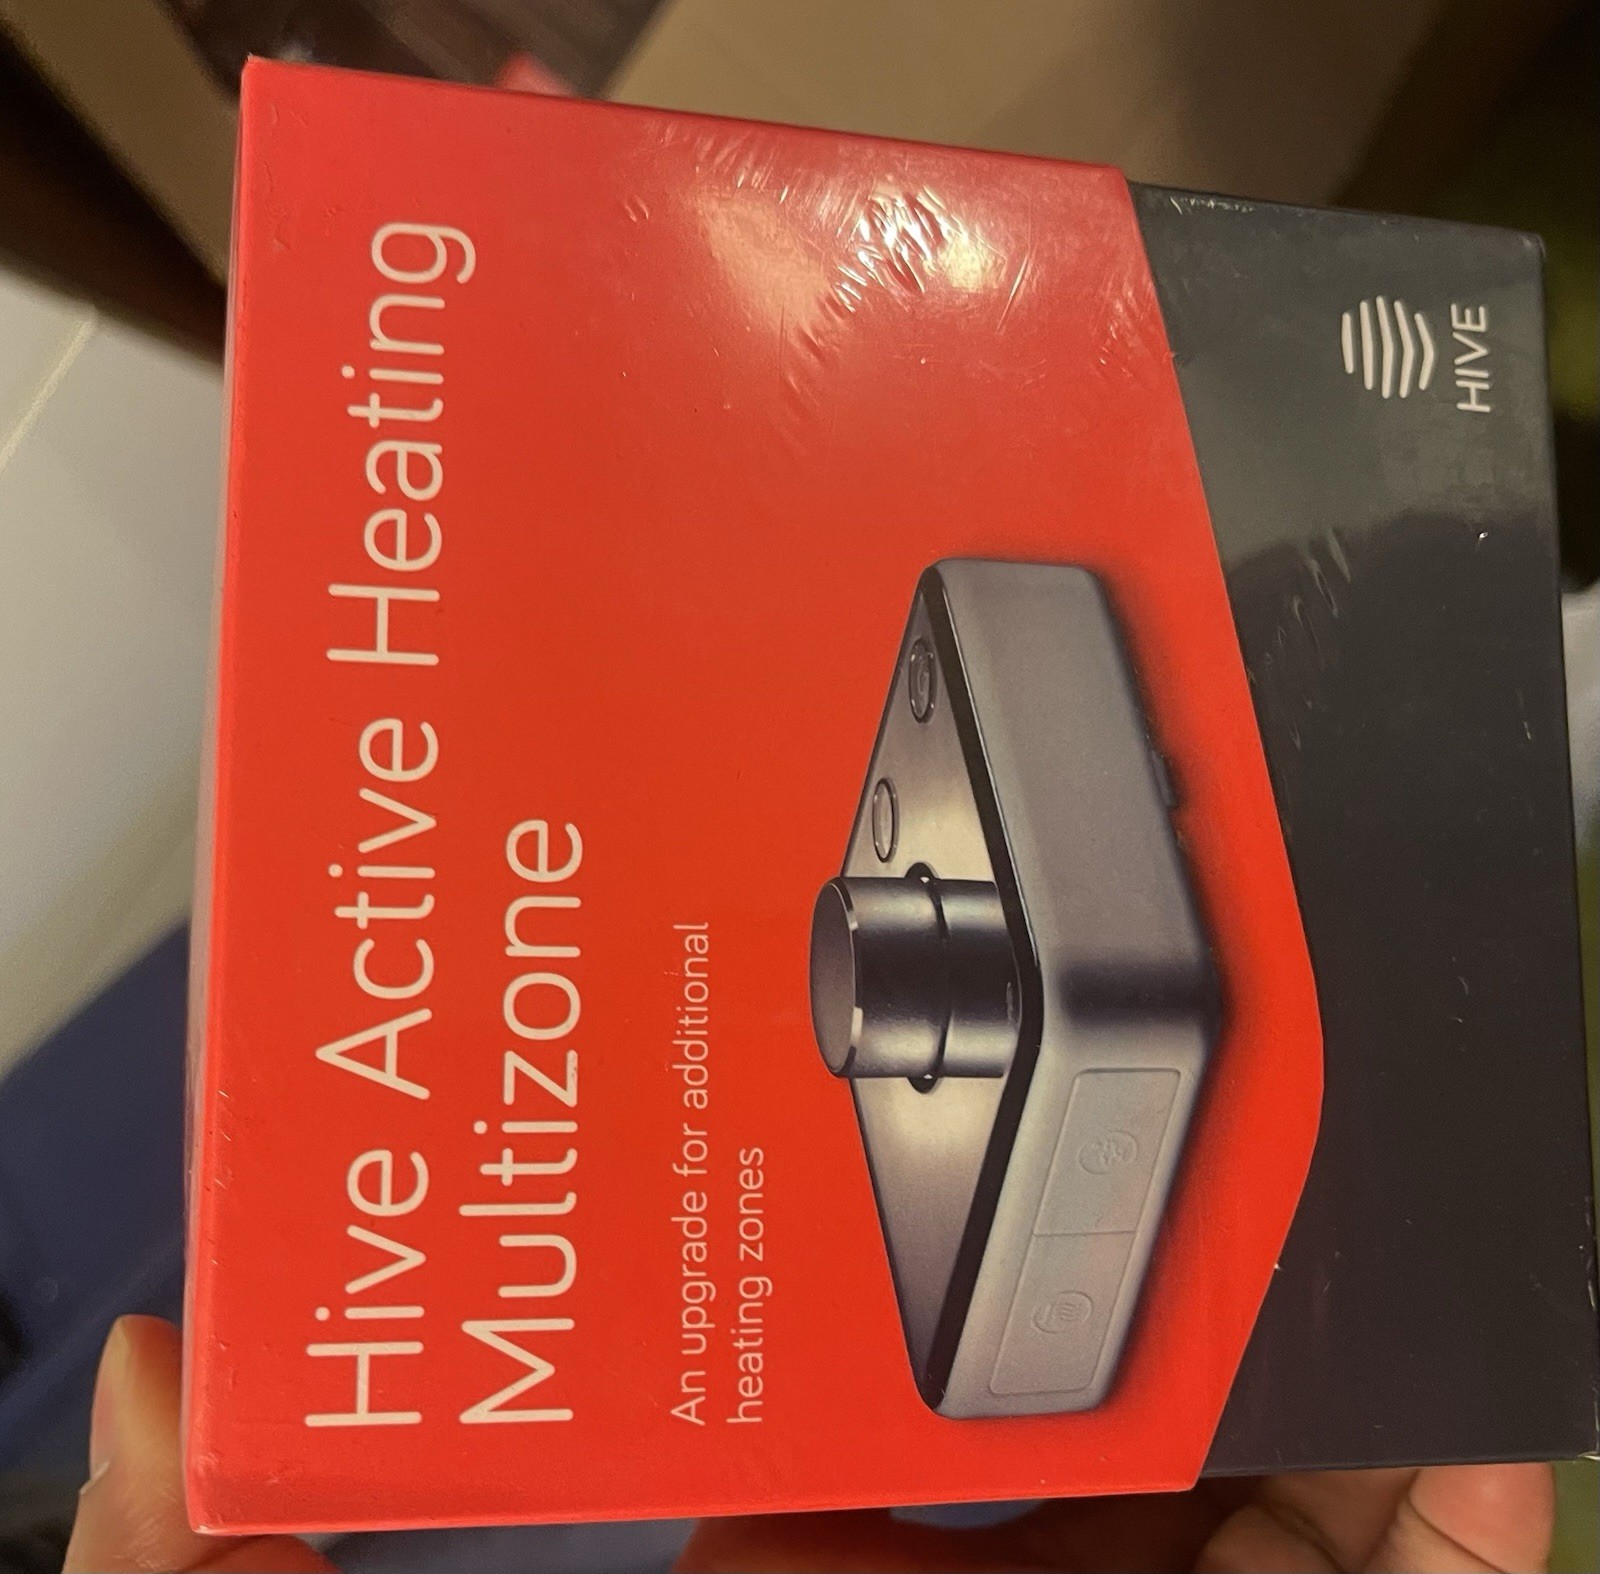 Hive Active Heating
Multizone
An upgrade for additional
heating zones
HIVE